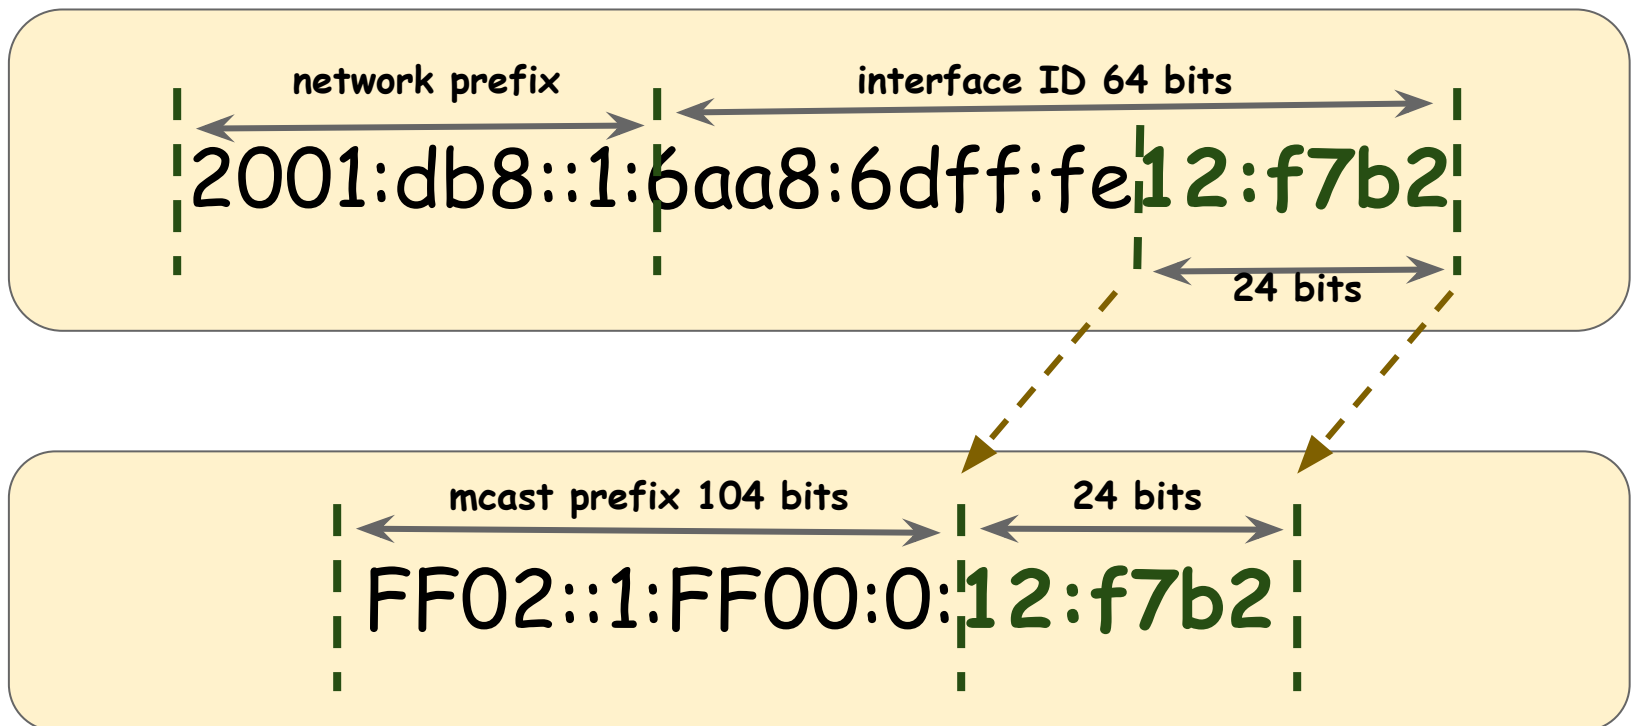 network prefix interface ID 64 bits
2001:db8::1:6aa8:6dff:fe12:f7b2
24 bits
mcast prefix 104 bits 24 bits
FF02::1:FF00:0:12:f7b2